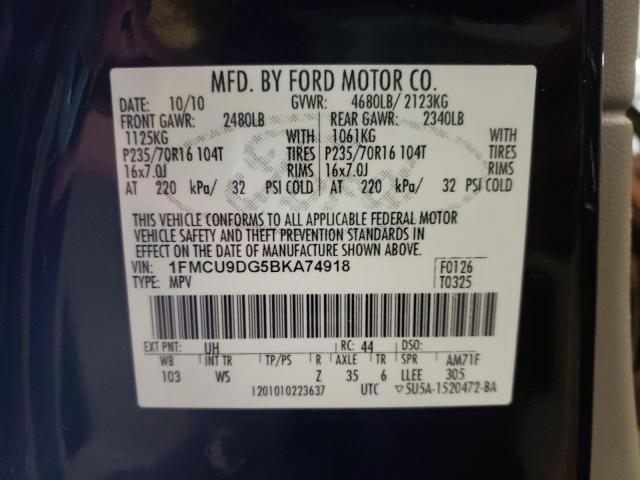 MFD. BY FORD MOTOR CO.
DATE: 10/10 GVWR: 4680LB/ 2123KG
FRONT GAWR: 2480LB REAR GAWR: 2340LB
1125KG WITH 1061KG WITH
P235/70R16 104T TIRES P235/70R16 104T TIRES
16x7.0J RIMS 16x7.0J RIMS
AT 220 kPa/ 32 PSI COLD AT 220 kPa/ 32 PSI COLD
THIS VEHICLE CONFORMS TO ALL APPLICABLE FEDERAL MOTOR
VEHICLE SAFETY AND THEFT PREVENTION STANDARDS IN
EFFECT ON THE DATE OF MANUFACTURE SHOWN ABOVE.
VIN: 1FMCU9DG5BKA74918 F0126
TYPE: MPV T0325
EXT PNT: UH RC: 44 DSO:
WB INT TR TP/PS R AXLE TR SPR AM71F
103 WS Z 35 6 LLEE 305
I201010223637 UTC ▽5U5A-1520472-BA